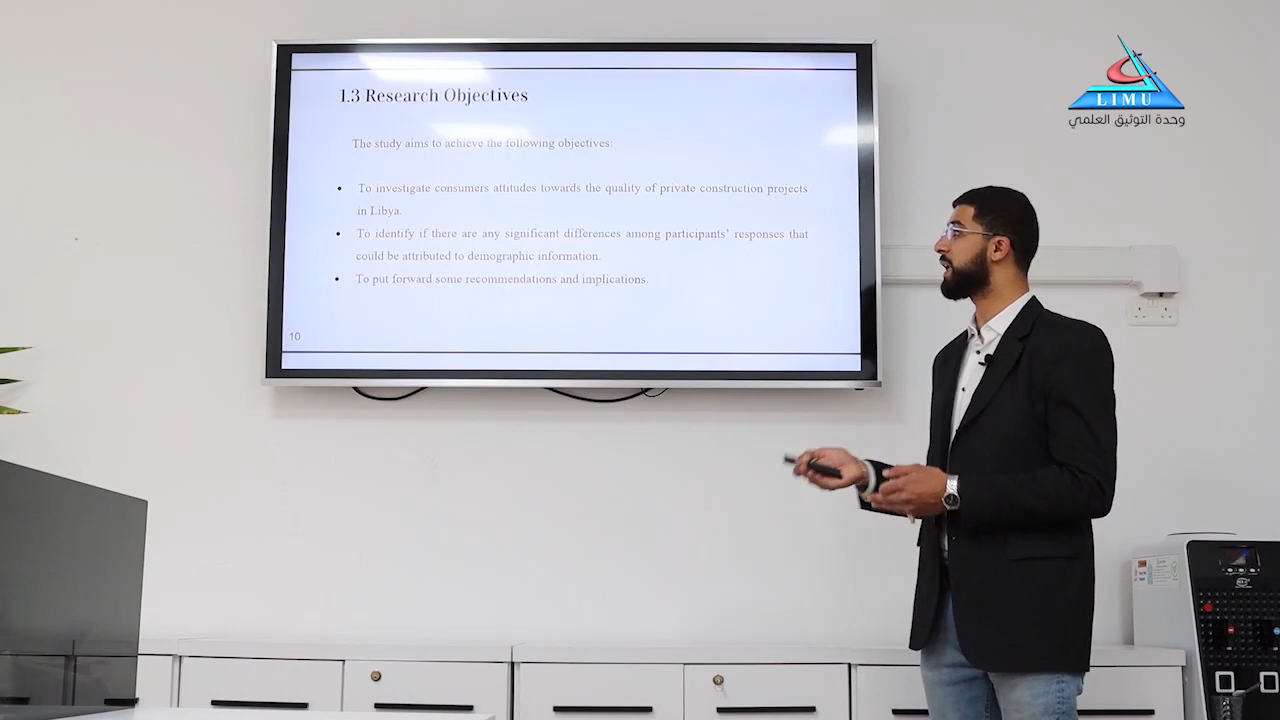 1.3 Research Objectives
The study aims to achieve the following objectives:
• To investigate consumers attitudes towards the quality of private construction projects
in Libya.
• To identify if there are any significant differences among participants’ responses that
could be attributed to demographic information.
• To put forward some recommendations and implications.
10
LIMU
وحدة التوثيق العلمي